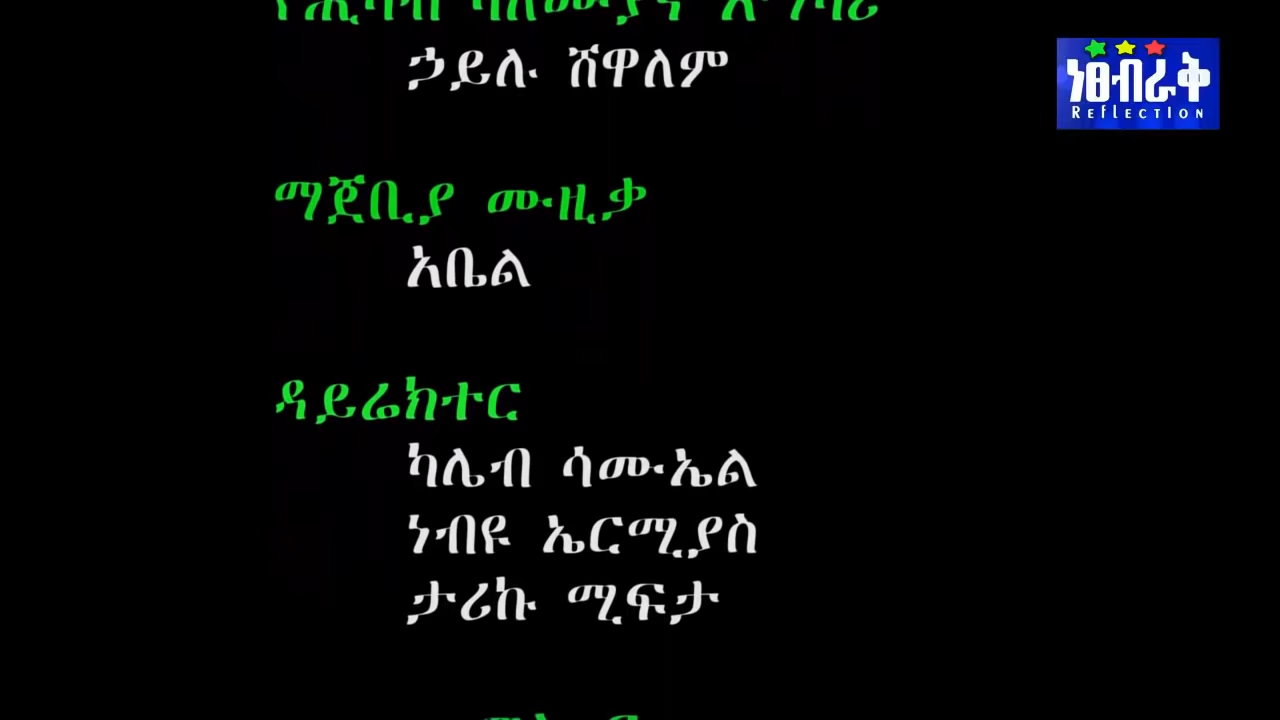 ኃይሉ ሸዋለም
ነፀብራቅ
Reflection
ማጀቢያ ሙዚቃ
አቤል
ዳይሬክተር
ካሌብ ሳሙኤል
ነብዩ ኤርሚያስ
ታሪኩ ሚፍታ